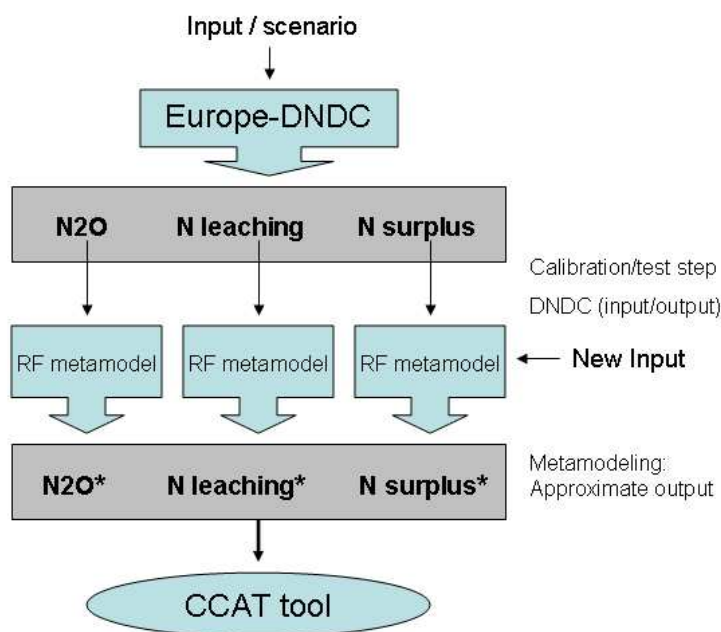 Input / scenario
Europe-DNDC
N2O N leaching N surplus
Calibration/test step
DNDC (input/output)
RF metamodel RF metamodel RF metamodel
New Input
N2O* N leaching* N surplus*
Metamodeling:
Approximate output
CCAT tool